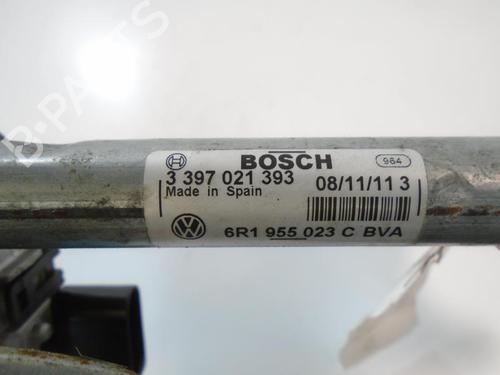 BOSCH
964
3 397 021 393
Made in Spain
08/11/11 3
6R1 955 023 C BVA
B-PARTS